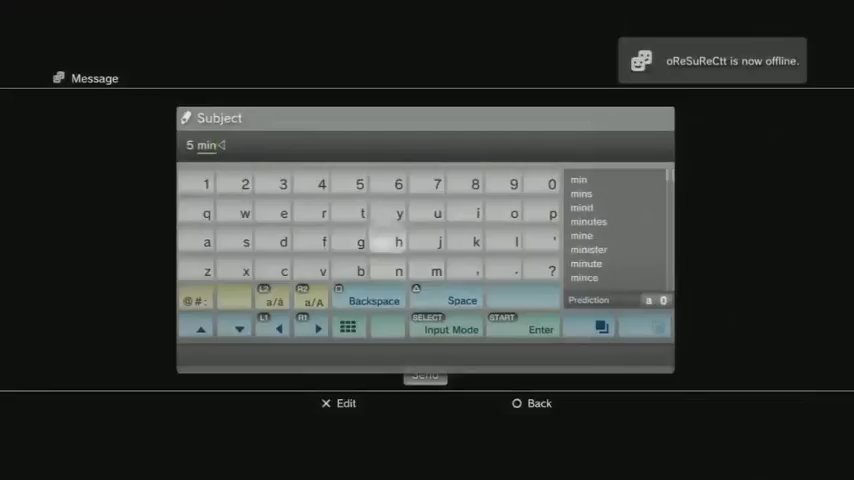 oReSuReCtt is now offline.
Message
Subject
5 min
1 2 3 4 5 6 7 8 9 0
q w e r t y u i o p
a s d f g h j k l '
z x c v b n m , . ?
min
mins
mind
minutes
mine
minister
minute
mince
@#: L2 a/à R2 a/A Backspace Space
Prediction a 0
L1 R1 SELECT Input Mode START Enter
Send
Edit
Back